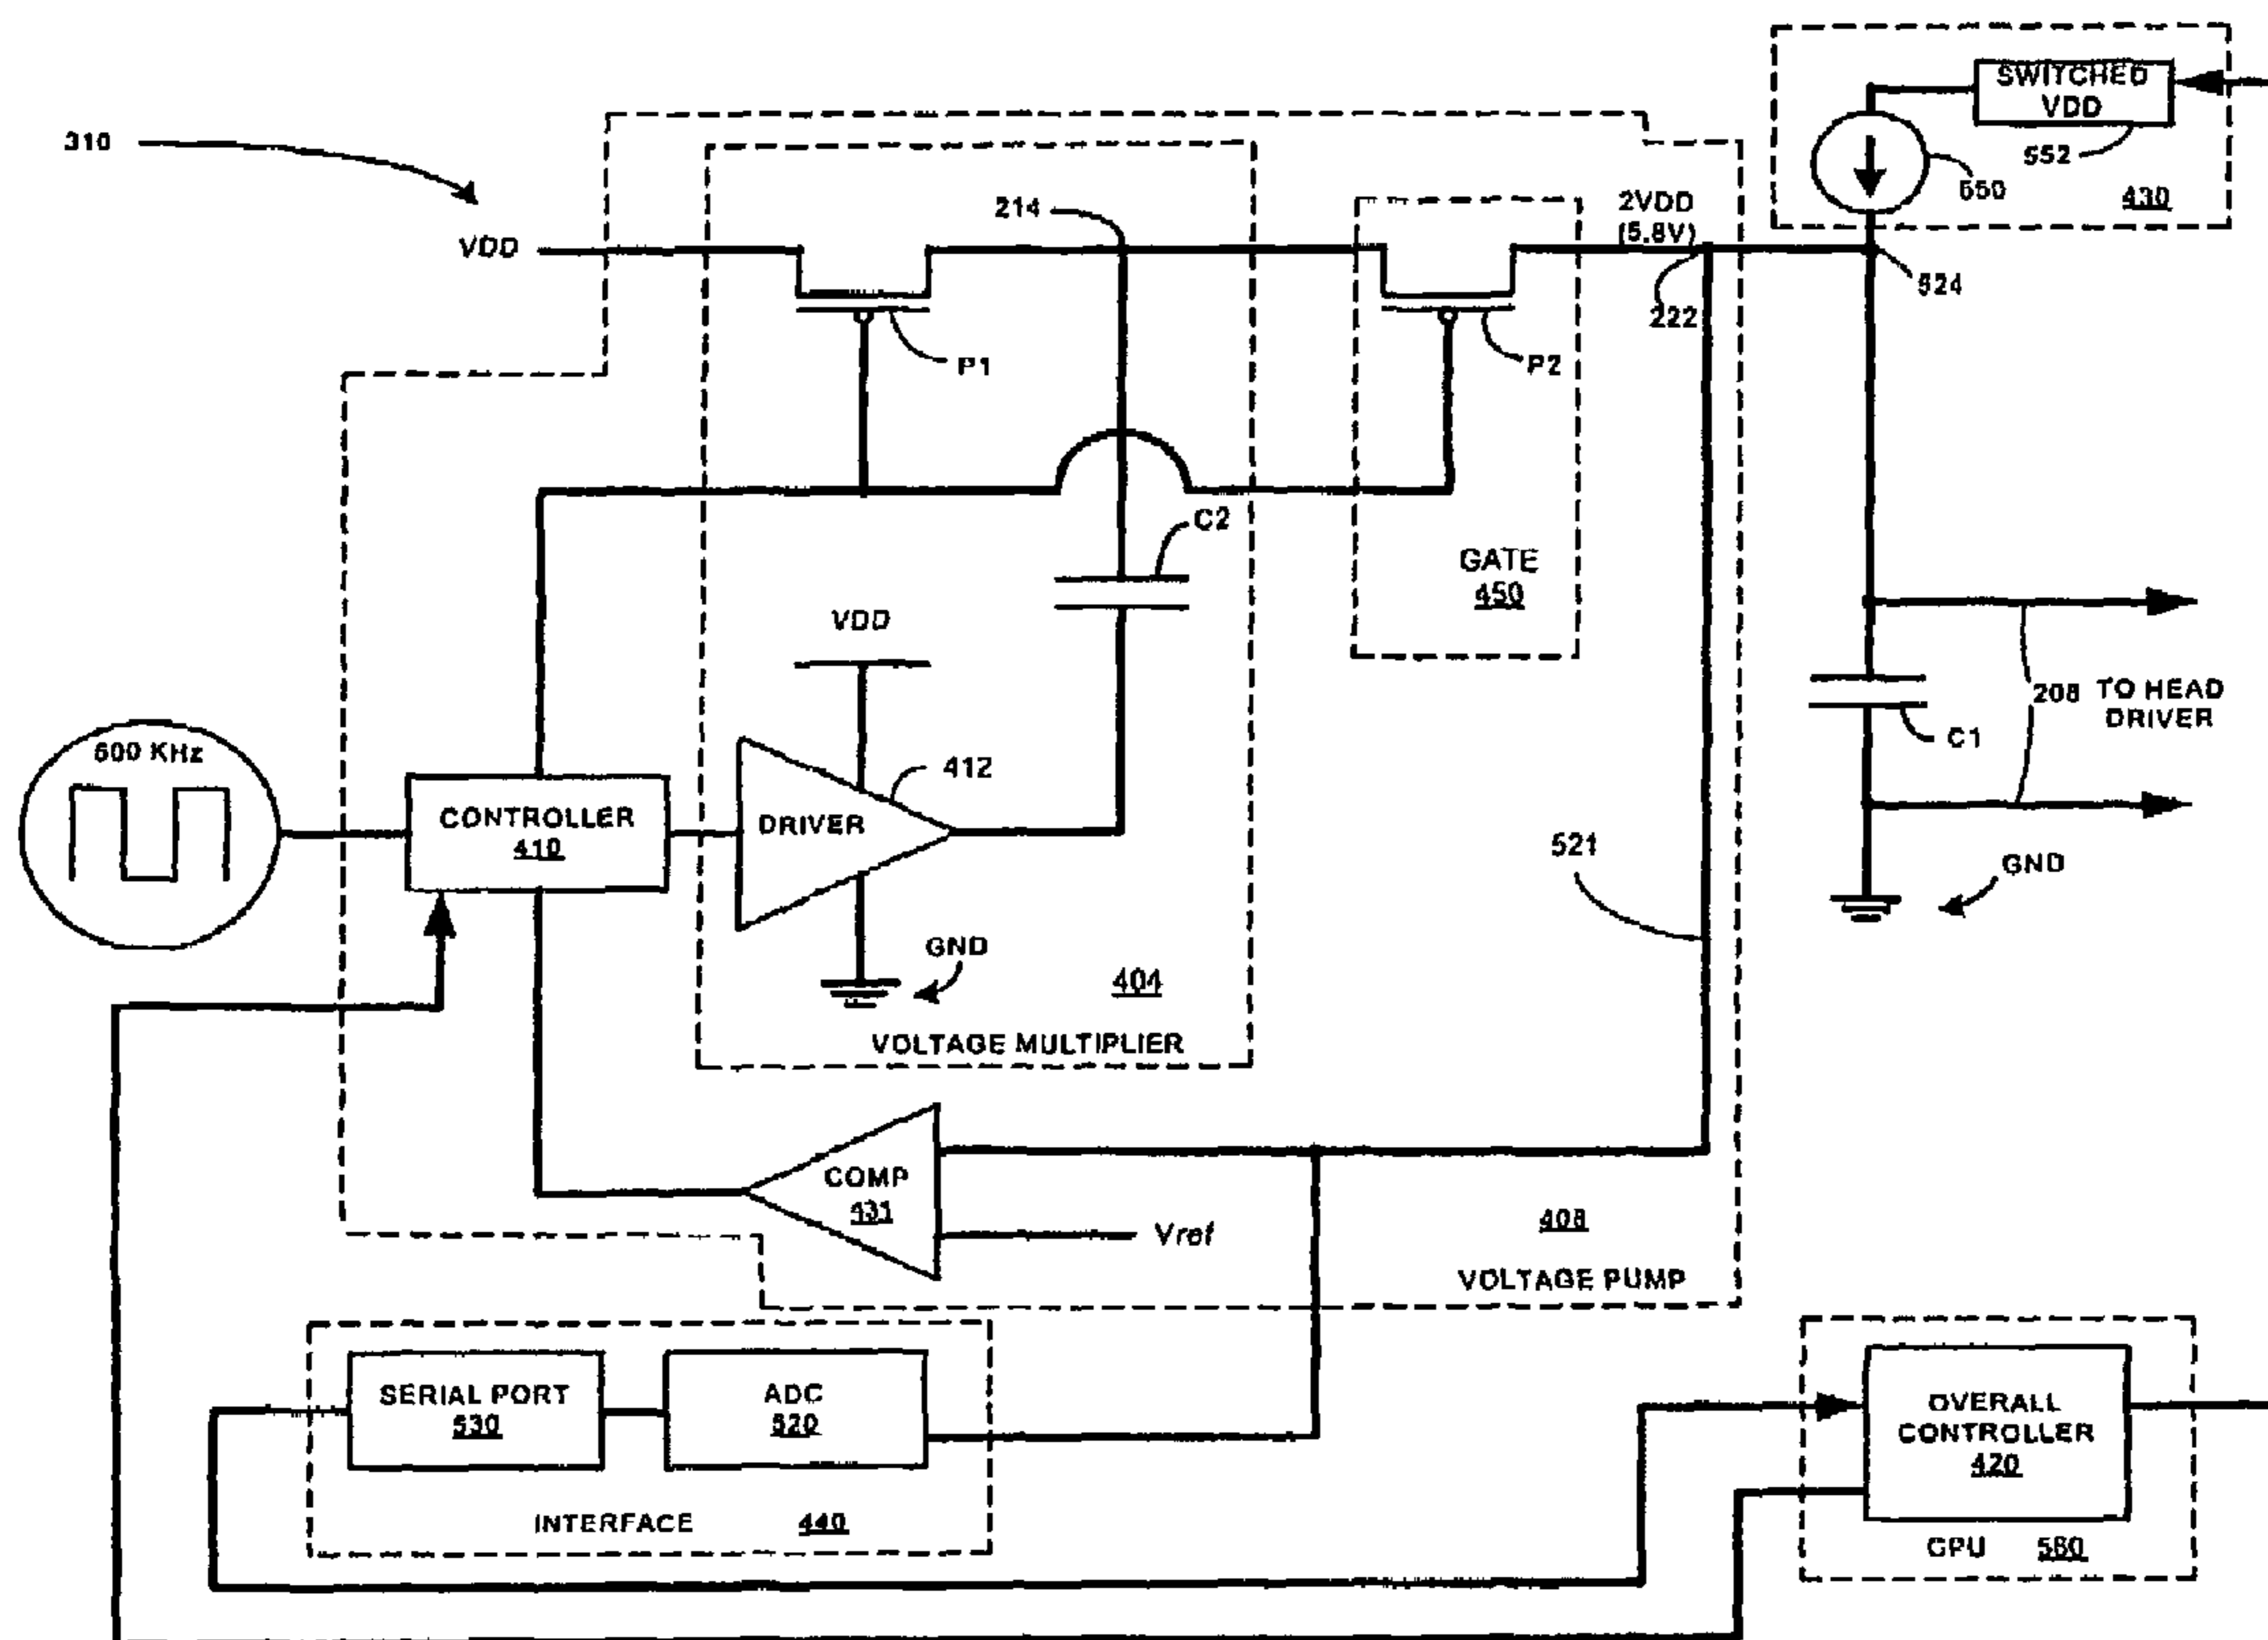 SWITCHED
VDD
552
550
430
310
VDD
214
2VDD
(5.8V)
222
524
P1
P2
C2
GATE
450
VDD
600 KHz
CONTROLLER
410
DRIVER
412
208
TO HEAD
DRIVER
C1
GND
521
GND
404
VOLTAGE MULTIPLIER
COMP
431
Vref
408
VOLTAGE PUMP
SERIAL PORT
530
ADC
520
INTERFACE
440
OVERALL
CONTROLLER
420
CPU
560